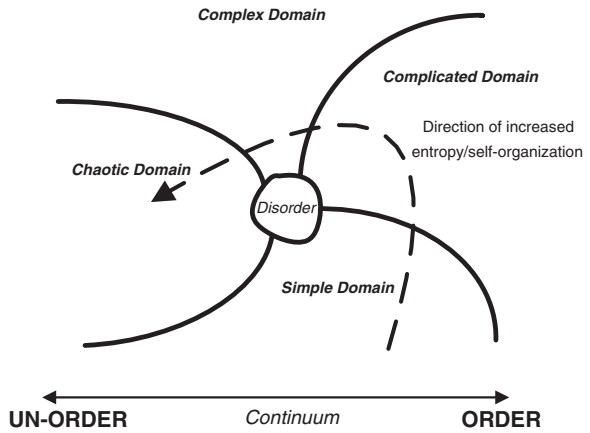 Complex Domain
Complicated Domain
Direction of increased
entropy/self-organization
Chaotic Domain
Disorder
Simple Domain
UN-ORDER Continuum ORDER